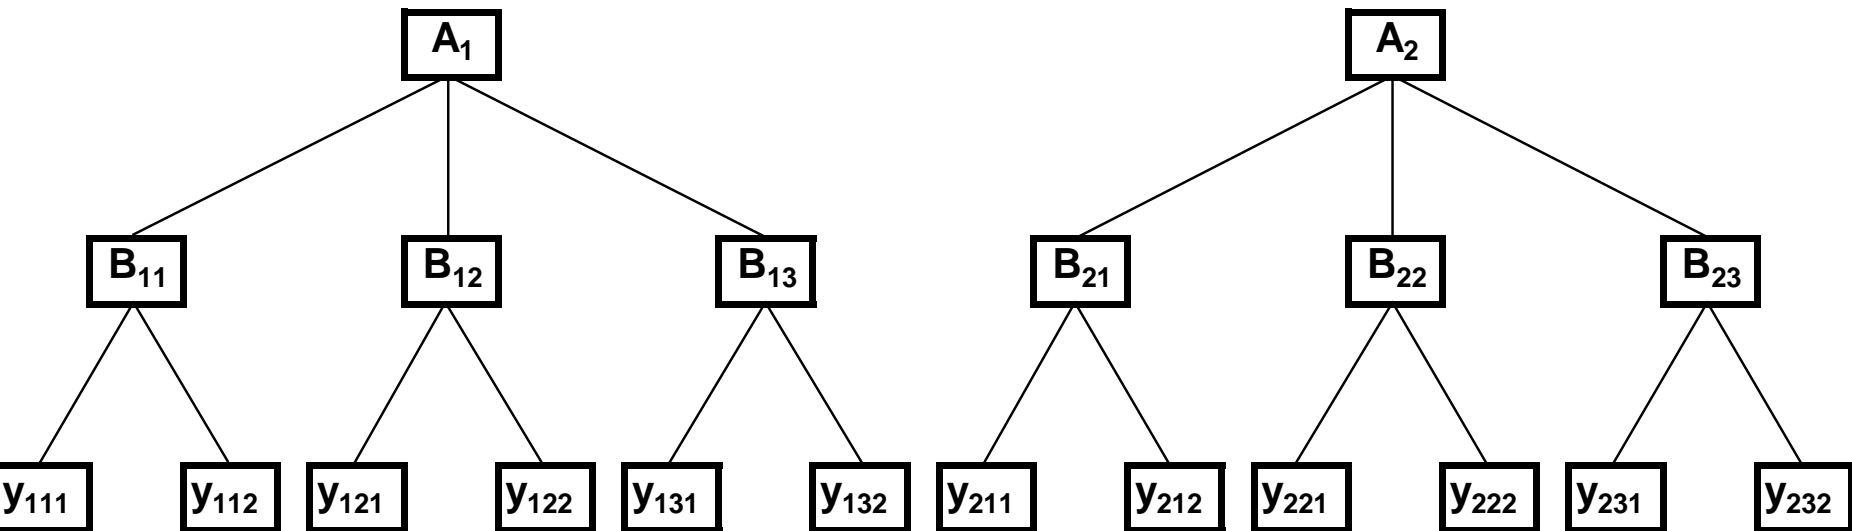 A₁ A₂
B₁₁ B₁₂ B₁₃ B₂₁ B₂₂ B₂₃
y₁₁₁ y₁₁₂ y₁₂₁ y₁₂₂ y₁₃₁ y₁₃₂ y₂₁₁ y₂₁₂ y₂₂₁ y₂₂₂ y₂₃₁ y₂₃₂